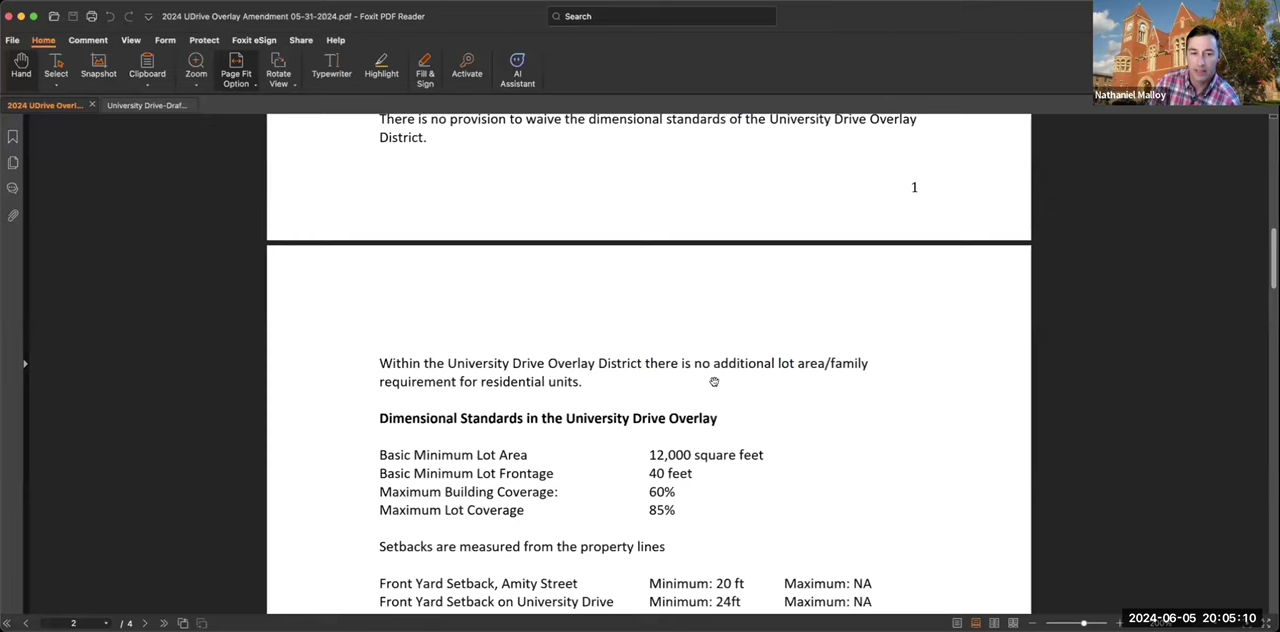 2024 UDrive Overlay Amendment 05-31-2024.pdf - Foxit PDF Reader
Search
File Home Comment View Form Protect Foxit eSign Share Help
Hand Select Snapshot Clipboard Zoom Page Fit Option Rotate View Typewriter Highlight Fill & Sign Activate AI Assistant
Nathaniel Malloy
2024 UDrive Overl... University Drive-Draf...
There is no provision to waive the dimensional standards of the University Drive Overlay
District.
1
Within the University Drive Overlay District there is no additional lot area/family
requirement for residential units.
Dimensional Standards in the University Drive Overlay
Basic Minimum Lot Area 12,000 square feet
Basic Minimum Lot Frontage 40 feet
Maximum Building Coverage: 60%
Maximum Lot Coverage 85%
Setbacks are measured from the property lines
Front Yard Setback, Amity Street Minimum: 20 ft Maximum: NA
Front Yard Setback on University Drive Minimum: 24ft Maximum: NA
2 / 4
2024-06-05 20:05:10